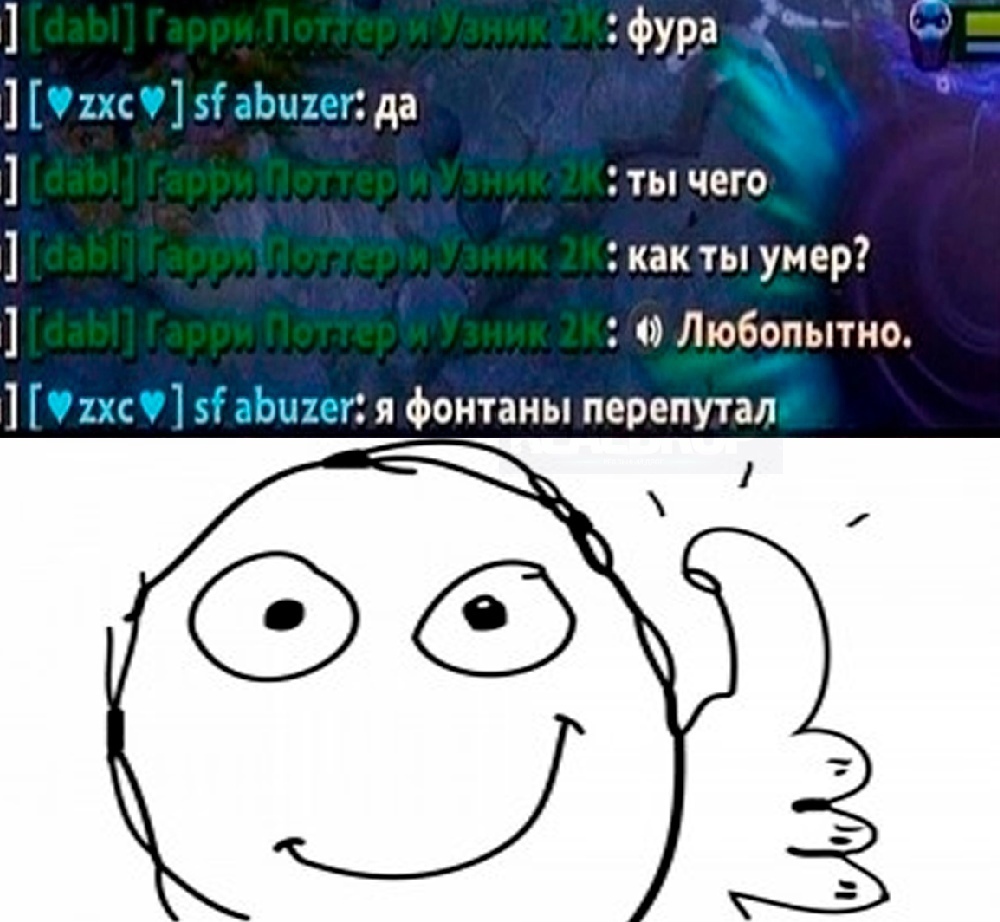 ] [dabl] Гарри Поттер и Узник 2К: фура
] [♥zxc♥] sf abuzer: да
] [dabl] Гарри Поттер и Узник 2К: ты чего
] [dabl] Гарри Поттер и Узник 2К: как ты умер?
] [dabl] Гарри Поттер и Узник 2К: Любопытно.
] [♥zxc♥] sf abuzer: я фонтаны перепутал